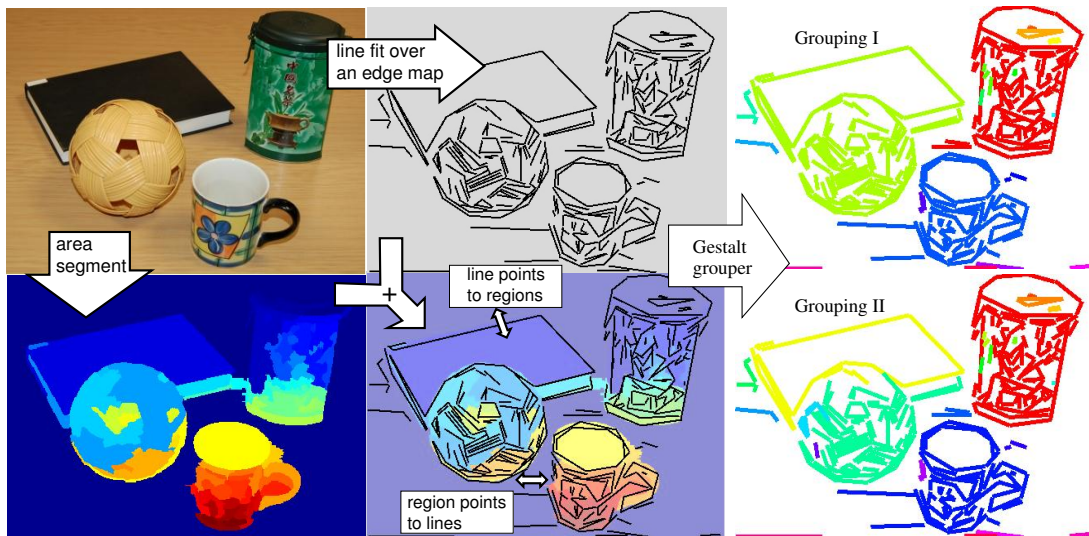 line fit over
an edge map
Grouping I
area
segment
+
line points
to regions
Gestalt
grouper
Grouping II
region points
to lines